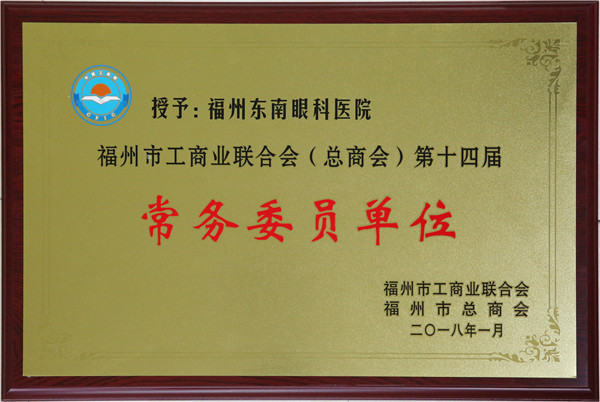 授予：福州东南眼科医院
福州市工商业联合会（总商会）第十四届
常务委员单位
福州市工商业联合会
福州市总商会
二〇一八年一月